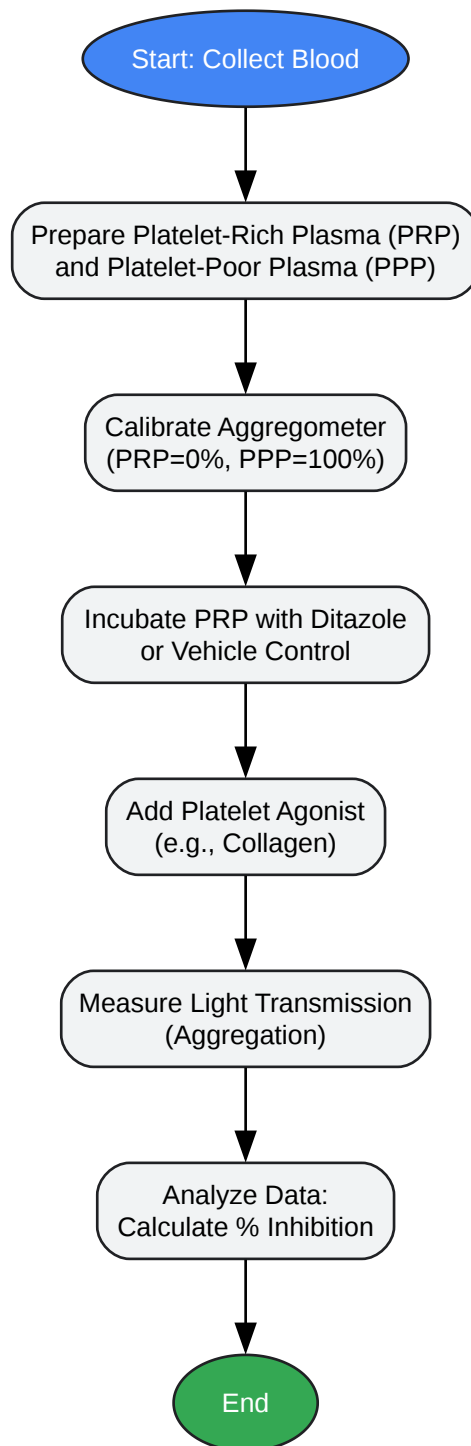 Start: Collect Blood
Prepare Platelet-Rich Plasma (PRP)
and Platelet-Poor Plasma (PPP)
Calibrate Aggregometer
(PRP=0%, PPP=100%)
Incubate PRP with Ditazole
or Vehicle Control
Add Platelet Agonist
(e.g., Collagen)
Measure Light Transmission
(Aggregation)
Analyze Data:
Calculate % Inhibition
End